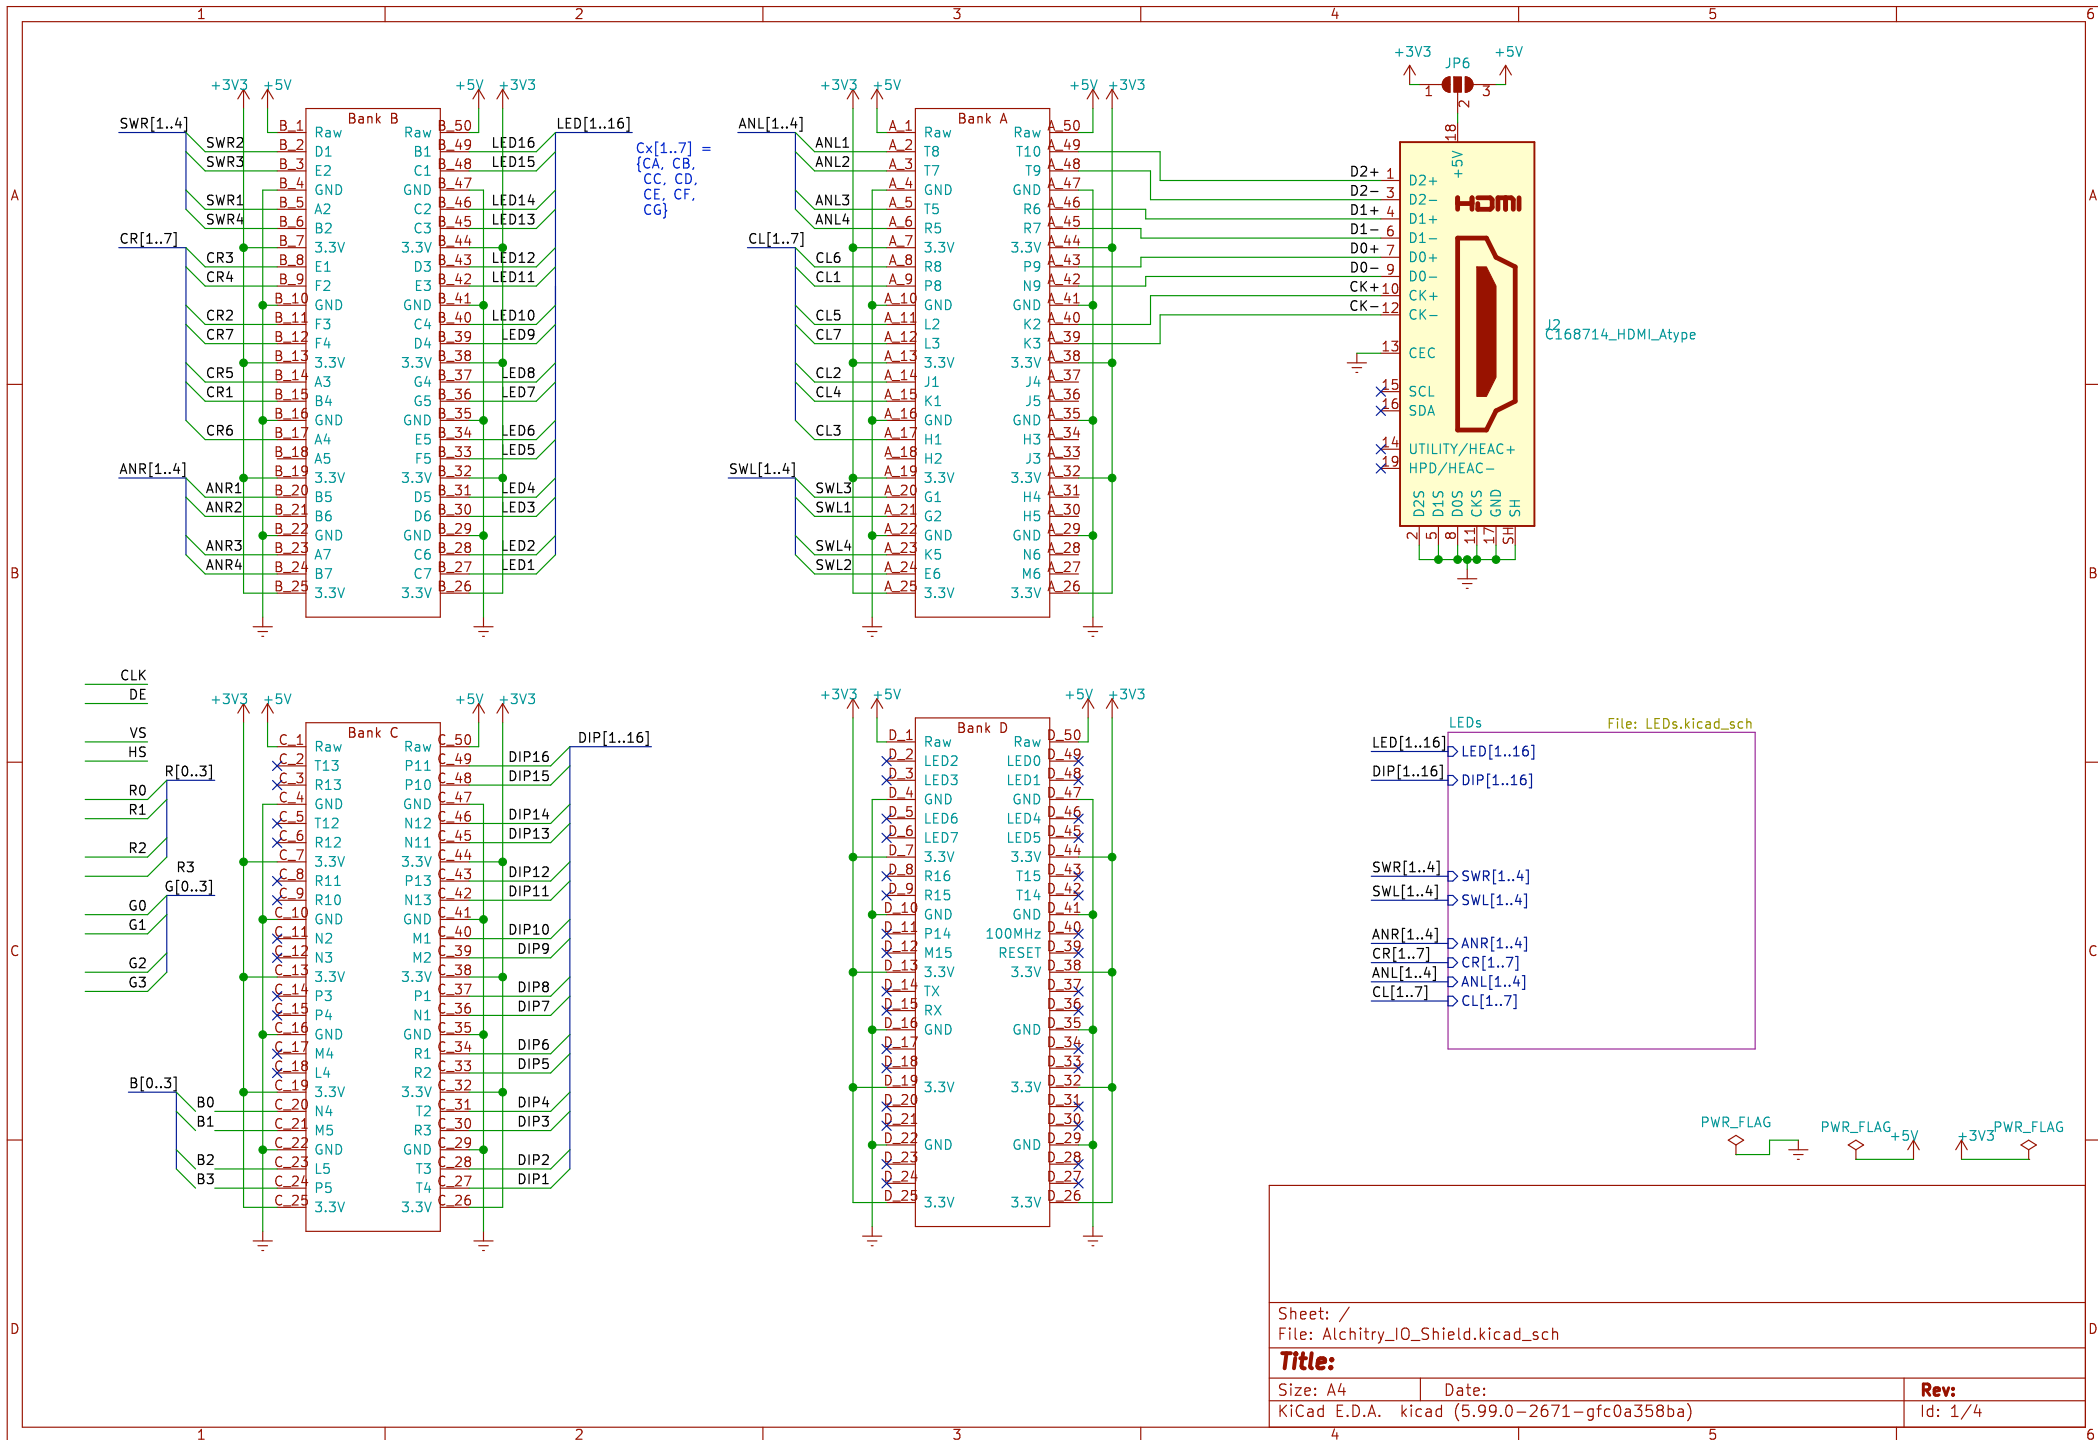 1 2 3 4 5 6
+3V3 +5V +5V +3V3
Bank B
SWR[1..4]
B_1 Raw Raw B_50 LED[1..16]
SWR2 B_2 D1 B1 B_49 LED16
SWR3 B_3 E2 C1 B_48 LED15
B_4 GND GND B_47
SWR1 B_5 A2 C2 B_46 LED14
SWR4 B_6 B2 C3 B_45 LED13
CR[1..7] B_7 3.3V 3.3V B_44
CR3 B_8 E1 D3 B_43 LED12
CR4 B_9 F2 E3 B_42 LED11
B_10 GND GND B_41
CR2 B_11 F3 C4 B_40 LED10
CR7 B_12 F4 D4 B_39 LED9
B_13 3.3V 3.3V B_38
CR5 B_14 A3 G4 B_37 LED8
CR1 B_15 B4 G5 B_36 LED7
B_16 GND GND B_35
CR6 B_17 A4 E5 B_34 LED6
B_18 A5 F5 B_33 LED5
ANR[1..4] B_19 3.3V 3.3V B_32
ANR1 B_20 B5 D5 B_31 LED4
ANR2 B_21 B6 D6 B_30 LED3
B_22 GND GND B_29
ANR3 B_23 A7 C6 B_28 LED2
ANR4 B_24 B7 C7 B_27 LED1
B_25 3.3V 3.3V B_26
Cx[1..7] =
{CA, CB,
CC, CD,
CE, CF,
CG}
+3V3 +5V +5V +3V3
Bank A
ANL[1..4]
A_1 Raw Raw A_50
ANL1 A_2 T8 T10 A_49
ANL2 A_3 T7 T9 A_48
A_4 GND GND A_47
ANL3 A_5 T5 R6 A_46
ANL4 A_6 R5 R7 A_45
CL[1..7] A_7 3.3V 3.3V A_44
CL6 A_8 R8 P9 A_43
CL1 A_9 P8 N9 A_42
A_10 GND GND A_41
CL5 A_11 L2 K2 A_40
CL7 A_12 L3 K3 A_39
A_13 3.3V 3.3V A_38
CL2 A_14 J1 J4 A_37
CL4 A_15 K1 J5 A_36
A_16 GND GND A_35
CL3 A_17 H1 H3 A_34
A_18 H2 J3 A_33
SWL[1..4] A_19 3.3V 3.3V A_32
SWL3 A_20 G1 H4 A_31
SWL1 A_21 G2 H5 A_30
A_22 GND GND A_29
SWL4 A_23 K5 N6 A_28
SWL2 A_24 E6 M6 A_27
A_25 3.3V 3.3V A_26
+3V3 JP6 +5V
1 2 3
18 +5V
HDMI
D2+ 1 D2+
D2- 3 D2-
D1+ 4 D1+
D1- 6 D1-
D0+ 7 D0+
D0- 9 D0-
CK+ 10 CK+
CK- 12 CK-
J2
C168714_HDMI_Atype
13 CEC
15 SCL
16 SDA
14 UTILITY/HEAC+
19 HPD/HEAC-
D2S D1S D0S CKS GND SH
2 5 8 11 17 SH
A A
B B
C C
D D
CLK
DE
VS
HS
R[0..3]
R0
R1
R2
R3
G[0..3]
G0
G1
G2
G3
B[0..3]
B0
B1
B2
B3
+3V3 +5V +5V +3V3
Bank C
C_1 Raw Raw C_50 DIP[1..16]
C_2 T13 P11 C_49 DIP16
C_3 R13 P10 C_48 DIP15
C_4 GND GND C_47
C_5 T12 N12 C_46 DIP14
C_6 R12 N11 C_45 DIP13
C_7 3.3V 3.3V C_44
C_8 R11 P13 C_43 DIP12
C_9 R10 N13 C_42 DIP11
C_10 GND GND C_41
C_11 N2 M1 C_40 DIP10
C_12 N3 M2 C_39 DIP9
C_13 3.3V 3.3V C_38
C_14 P3 P1 C_37 DIP8
C_15 P4 N1 C_36 DIP7
C_16 GND GND C_35
C_17 M4 R1 C_34 DIP6
C_18 L4 R2 C_33 DIP5
C_19 3.3V 3.3V C_32
C_20 N4 T2 C_31 DIP4
C_21 M5 R3 C_30 DIP3
C_22 GND GND C_29
C_23 L5 T3 C_28 DIP2
C_24 P5 T4 C_27 DIP1
C_25 3.3V 3.3V C_26
+3V3 +5V +5V +3V3
Bank D
D_1 Raw Raw D_50
D_2 LED2 LED0 D_49
D_3 LED3 LED1 D_48
D_4 GND GND D_47
D_5 LED6 LED4 D_46
D_6 LED7 LED5 D_45
D_7 3.3V 3.3V D_44
D_8 R16 T15 D_43
D_9 R15 T14 D_42
D_10 GND GND D_41
D_11 P14 100MHz D_40
D_12 M15 RESET D_39
D_13 3.3V 3.3V D_38
D_14 TX D_37
D_15 RX D_36
D_16 GND GND D_35
D_17 D_34
D_18 D_33
D_19 3.3V 3.3V D_32
D_20 D_31
D_21 D_30
D_22 GND GND D_29
D_23 D_28
D_24 D_27
D_25 3.3V 3.3V D_26
LEDs File: LEDs.kicad_sch
LED[1..16] LED[1..16]
DIP[1..16] DIP[1..16]
SWR[1..4] SWR[1..4]
SWL[1..4] SWL[1..4]
ANR[1..4] ANR[1..4]
CR[1..7] CR[1..7]
ANL[1..4] ANL[1..4]
CL[1..7] CL[1..7]
PWR_FLAG PWR_FLAG +5V +3V3 PWR_FLAG
Sheet: /
File: Alchitry_IO_Shield.kicad_sch
Title:
Size: A4 Date: Rev:
KiCad E.D.A. kicad (5.99.0-2671-gfc0a358ba) Id: 1/4
1 2 3 4 5 6